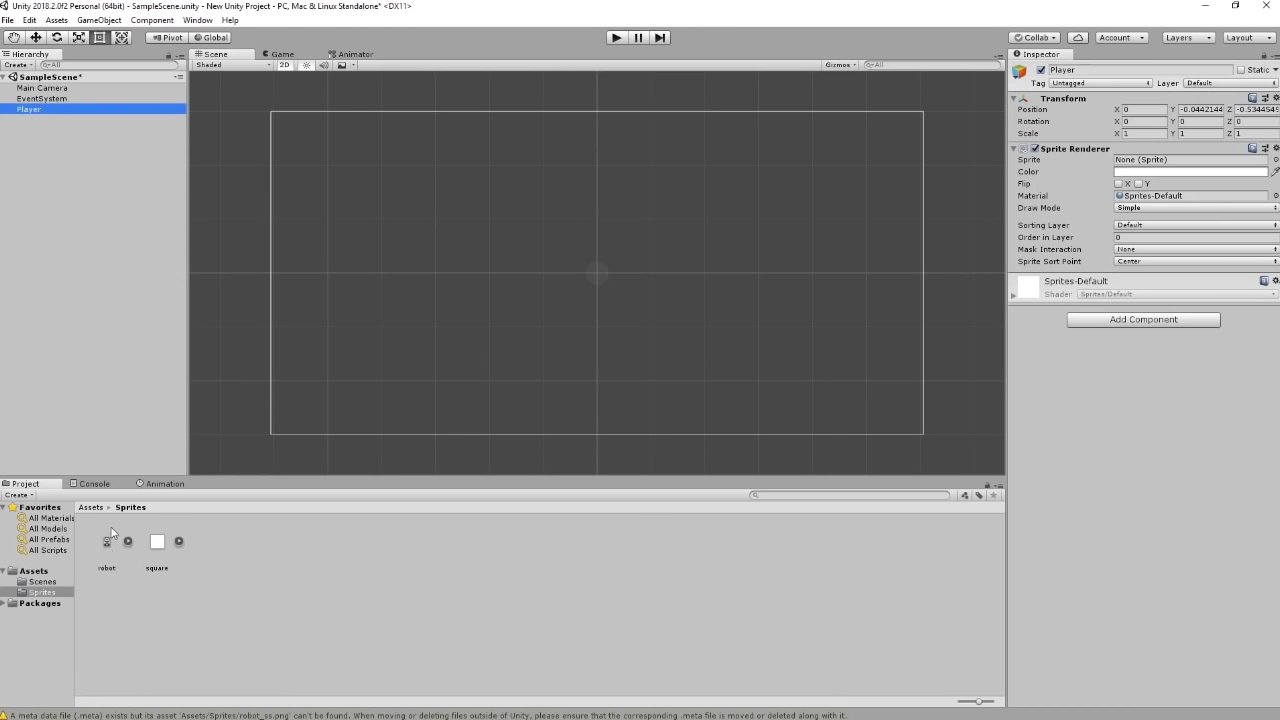 Unity 2018.2.0f2 Personal (64bit) - SampleScene.unity - New Unity Project - PC, Mac & Linux Standalone* <DX11>
File Edit Assets GameObject Component Window Help
Pivot Global Collab Account Layers Layout
Hierarchy
Create All
SampleScene*
Main Camera
EventSystem
Player
Scene Game Animator
Shaded 2D Gizmos All
Inspector
Player Static
Tag Untagged Layer Default
Transform
Position X 0 Y -0.0442144 Z -0.5344549
Rotation X 0 Y 0 Z 0
Scale X 1 Y 1 Z 1
Sprite Renderer
Sprite None (Sprite)
Color
Flip X Y
Material Sprites-Default
Draw Mode Simple
Sorting Layer Default
Order in Layer 0
Mask Interaction None
Sprite Sort Point Center
Sprites-Default
Shader Sprites/Default
Add Component
Project Console Animation
Create
Favorites
All Materials
All Models
All Prefabs
All Scripts
Assets
Scenes
Sprites
Packages
Assets Sprites
robot square
A meta data file (.meta) exists but its asset 'Assets/Sprites/robot_ss.png' can't be found. When moving or deleting files outside of Unity, please ensure that the corresponding .meta file is moved or deleted along with it.